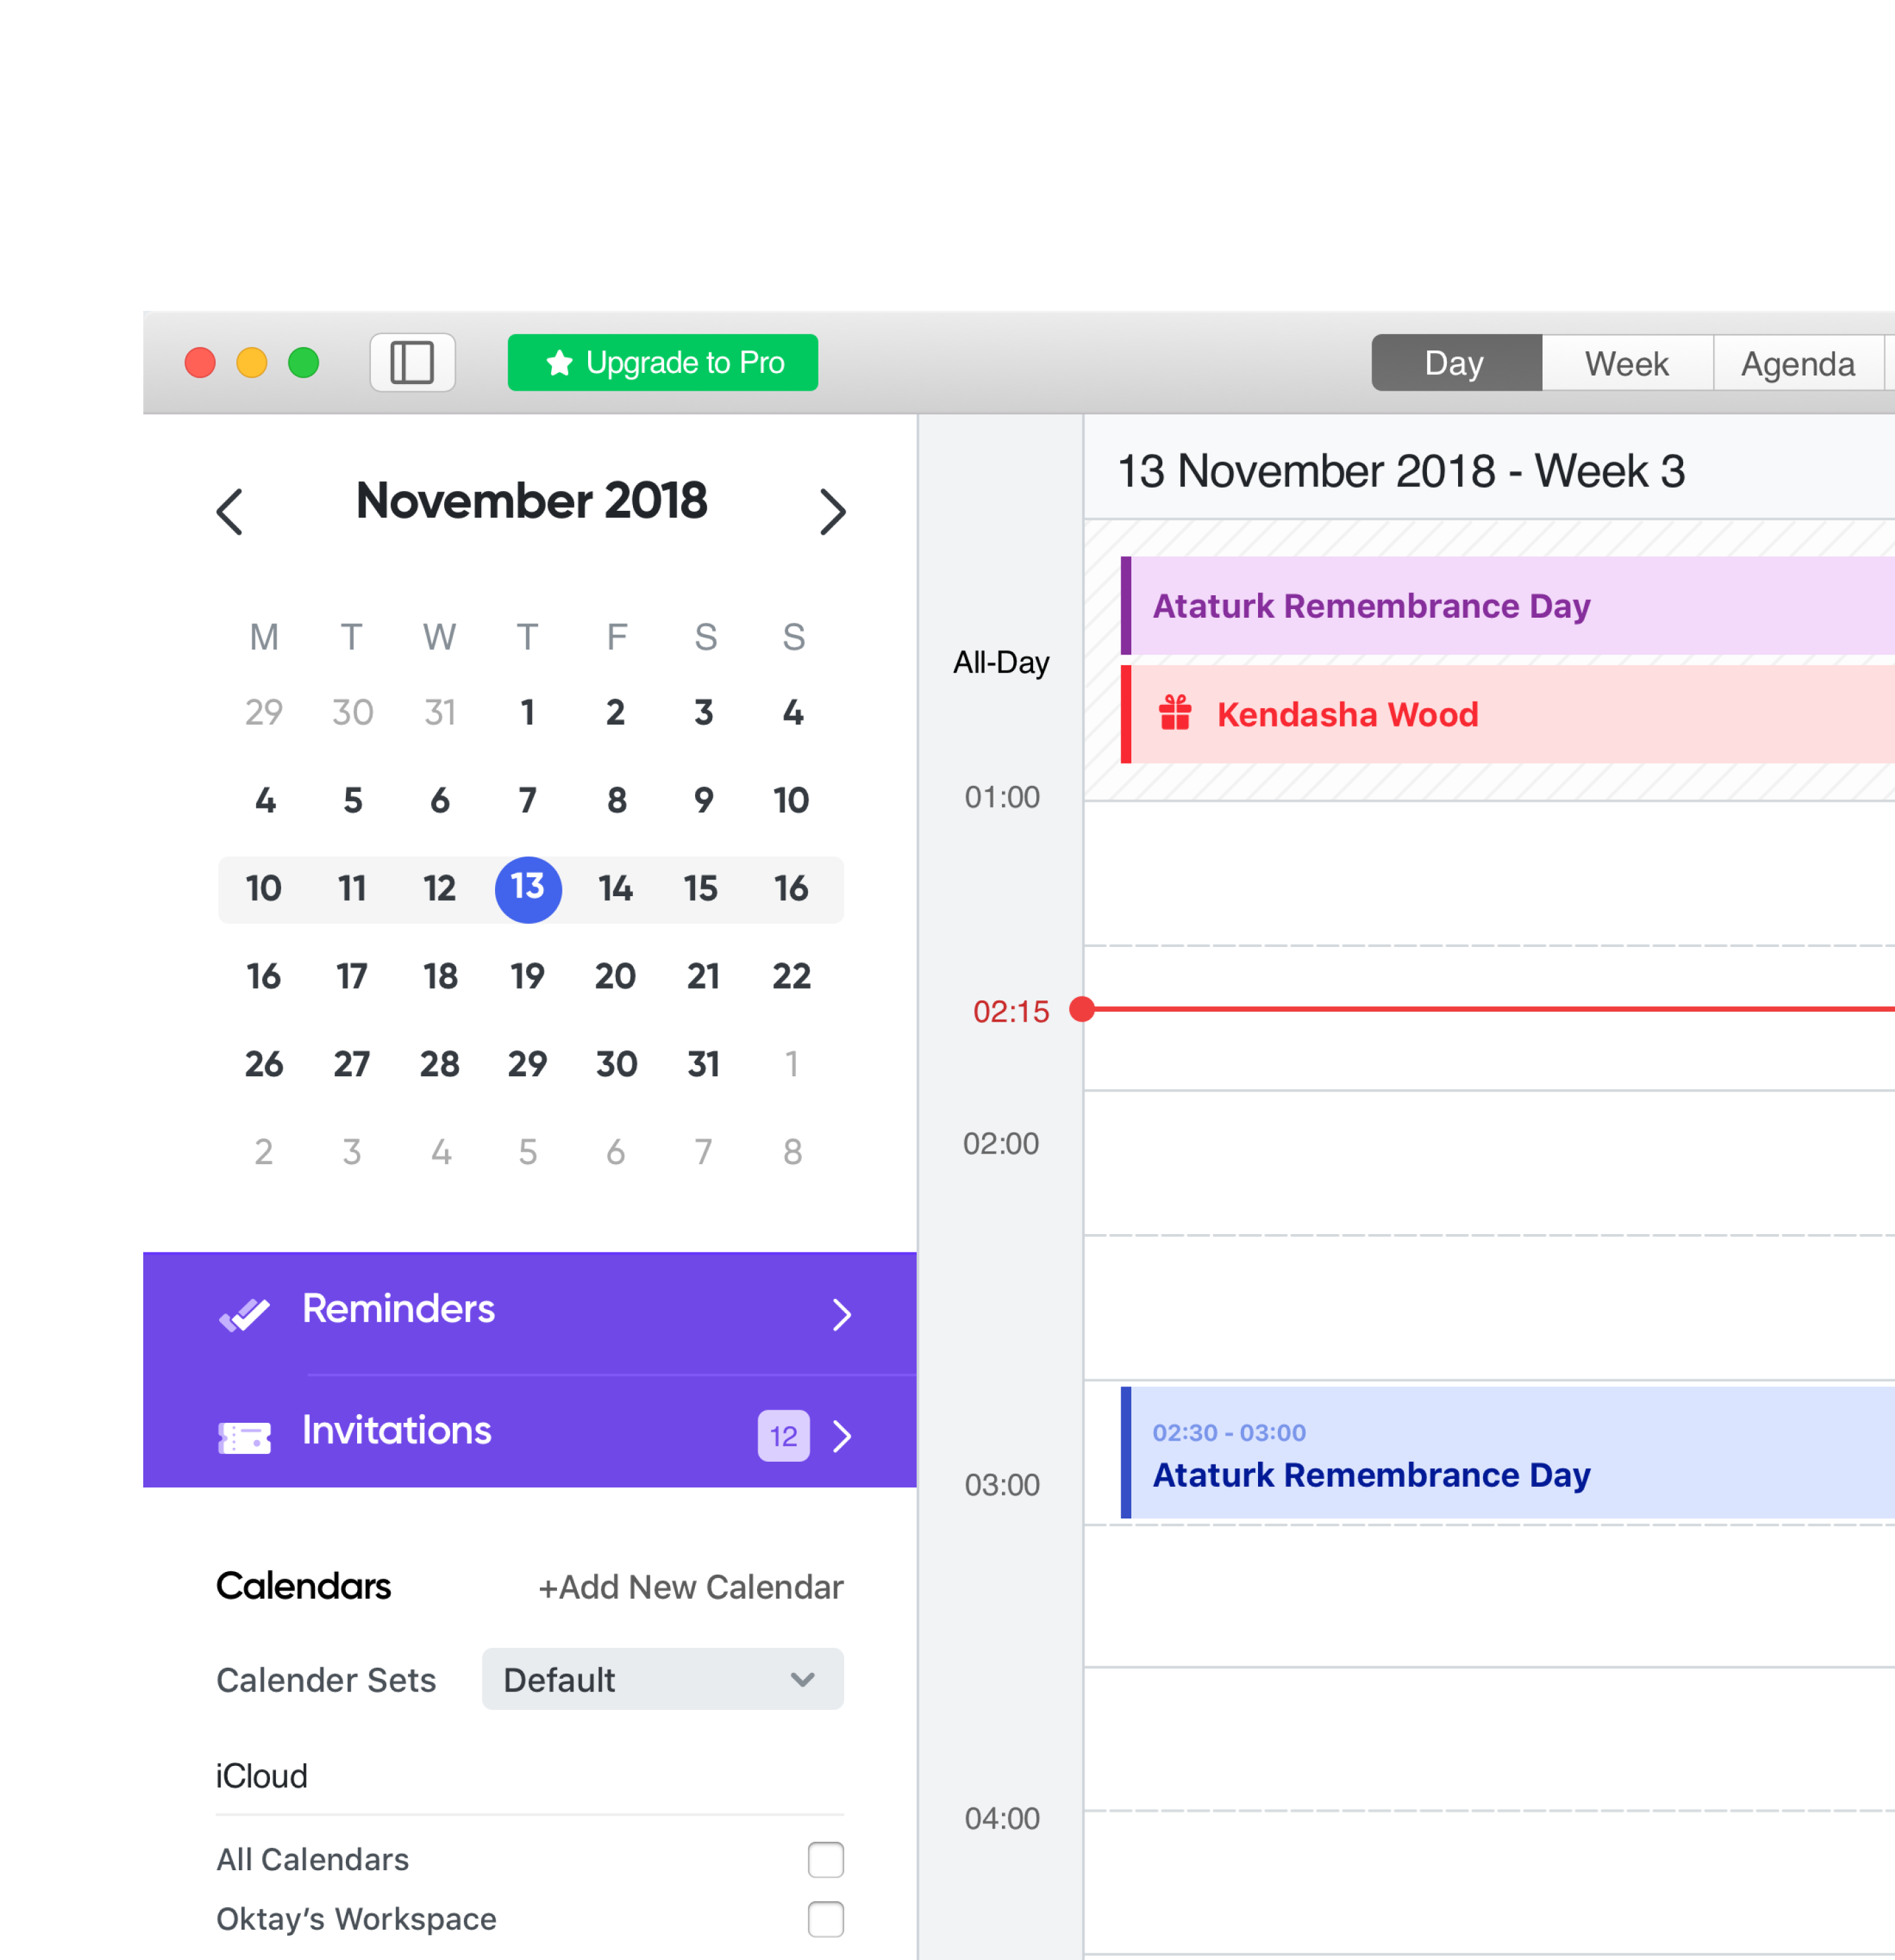 Upgrade to Pro
Day Week Agenda
November 2018
M T W T F S S
29 30 31 1 2 3 4
4 5 6 7 8 9 10
10 11 12 13 14 15 16
16 17 18 19 20 21 22
26 27 28 29 30 31 1
2 3 4 5 6 7 8
Reminders
Invitations 12
Calendars +Add New Calendar
Calender Sets Default
iCloud
All Calendars
Oktay’s Workspace
13 November 2018 - Week 3
All-Day
Ataturk Remembrance Day
Kendasha Wood
01:00
02:15
02:00
02:30 - 03:00
Ataturk Remembrance Day
03:00
04:00